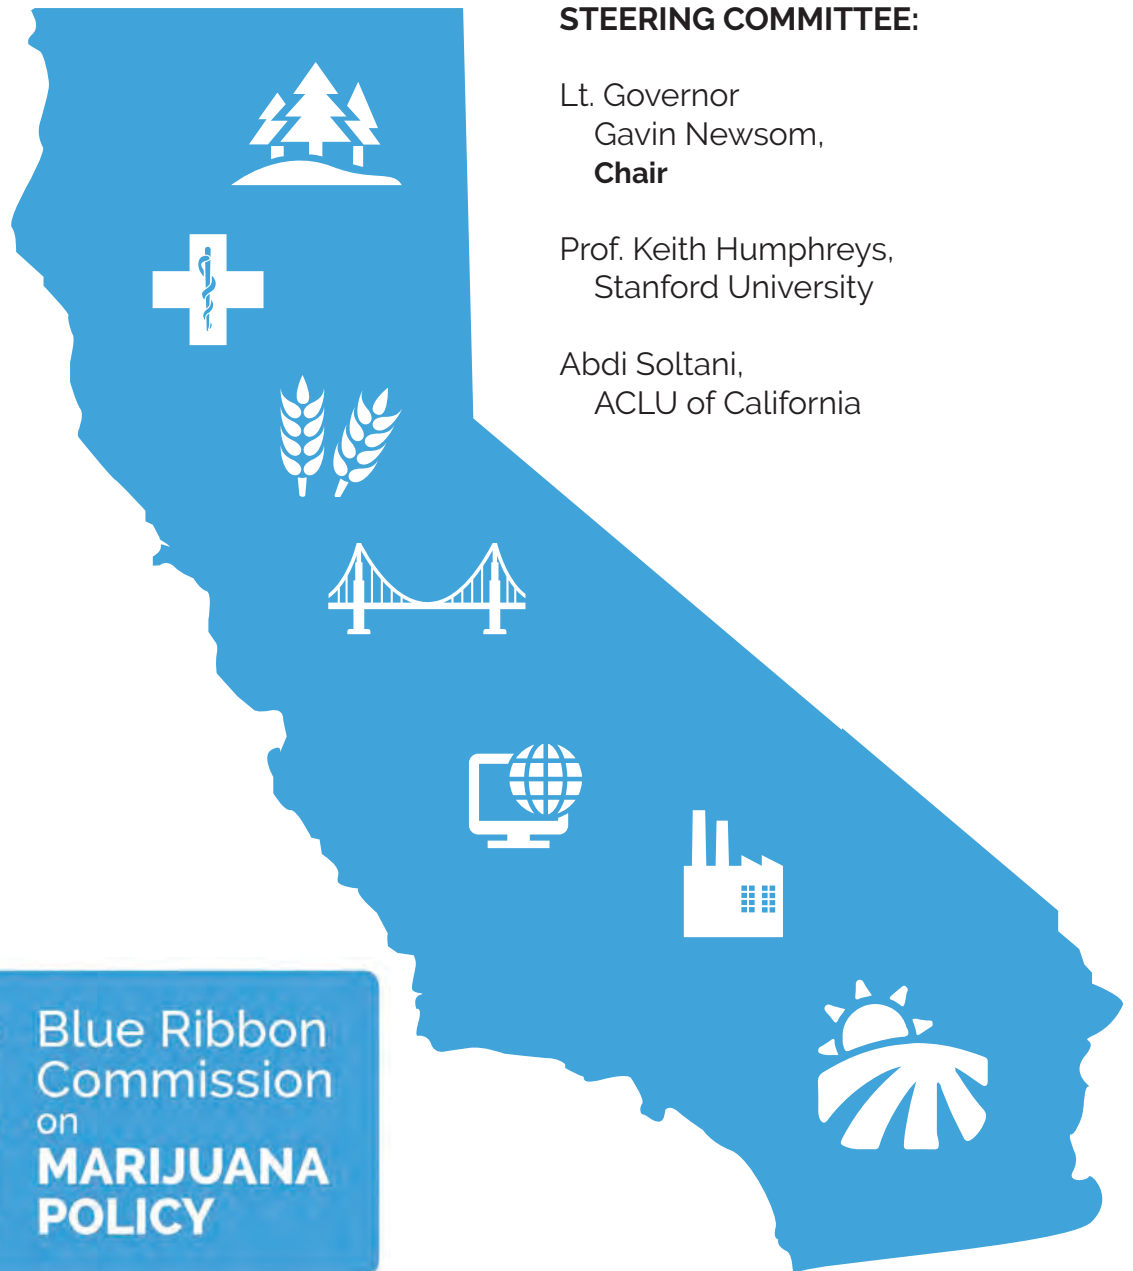 STEERING COMMITTEE:
Lt. Governor
Gavin Newsom,
Chair
Prof. Keith Humphreys,
Stanford University
Abdi Soltani,
ACLU of California
Blue Ribbon
Commission
on
MARIJUANA
POLICY